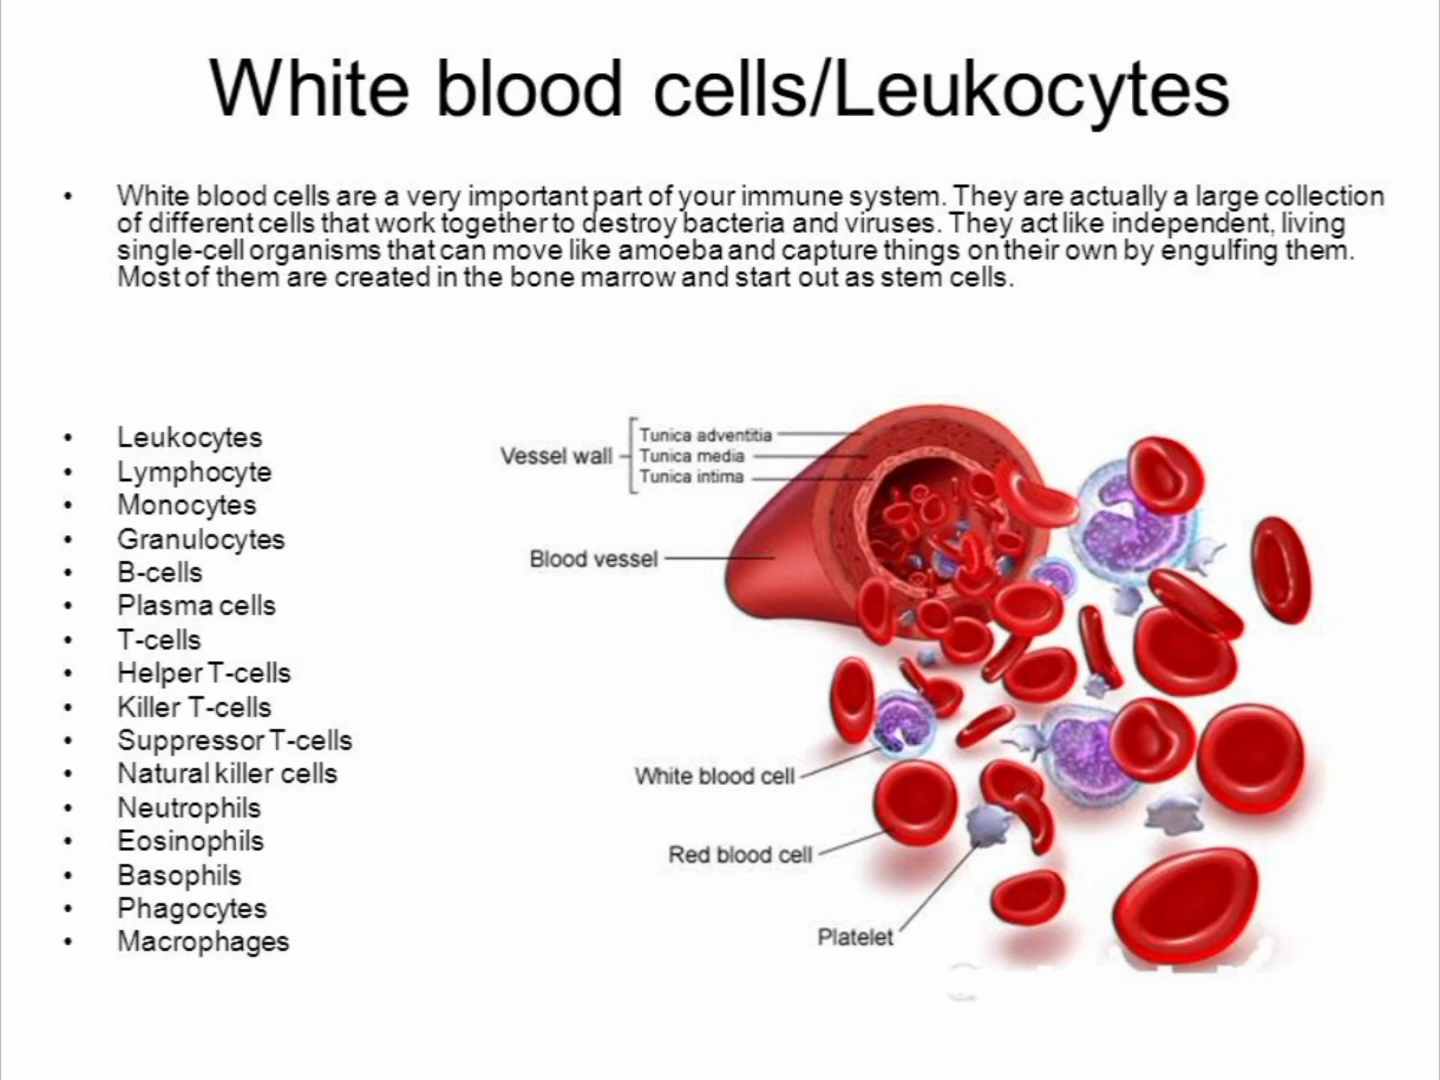 White blood cells/Leukocytes
• White blood cells are a very important part of your immune system. They are actually a large collection
of different cells that work together to destroy bacteria and viruses. They act like independent, living
single-cell organisms that can move like amoeba and capture things on their own by engulfing them.
Most of them are created in the bone marrow and start out as stem cells.
• Leukocytes
• Lymphocyte
• Monocytes
• Granulocytes
• B-cells
• Plasma cells
• T-cells
• Helper T-cells
• Killer T-cells
• Suppressor T-cells
• Natural killer cells
• Neutrophils
• Eosinophils
• Basophils
• Phagocytes
• Macrophages
Vessel wall
Tunica adventitia
Tunica media
Tunica intima
Blood vessel
White blood cell
Red blood cell
Platelet